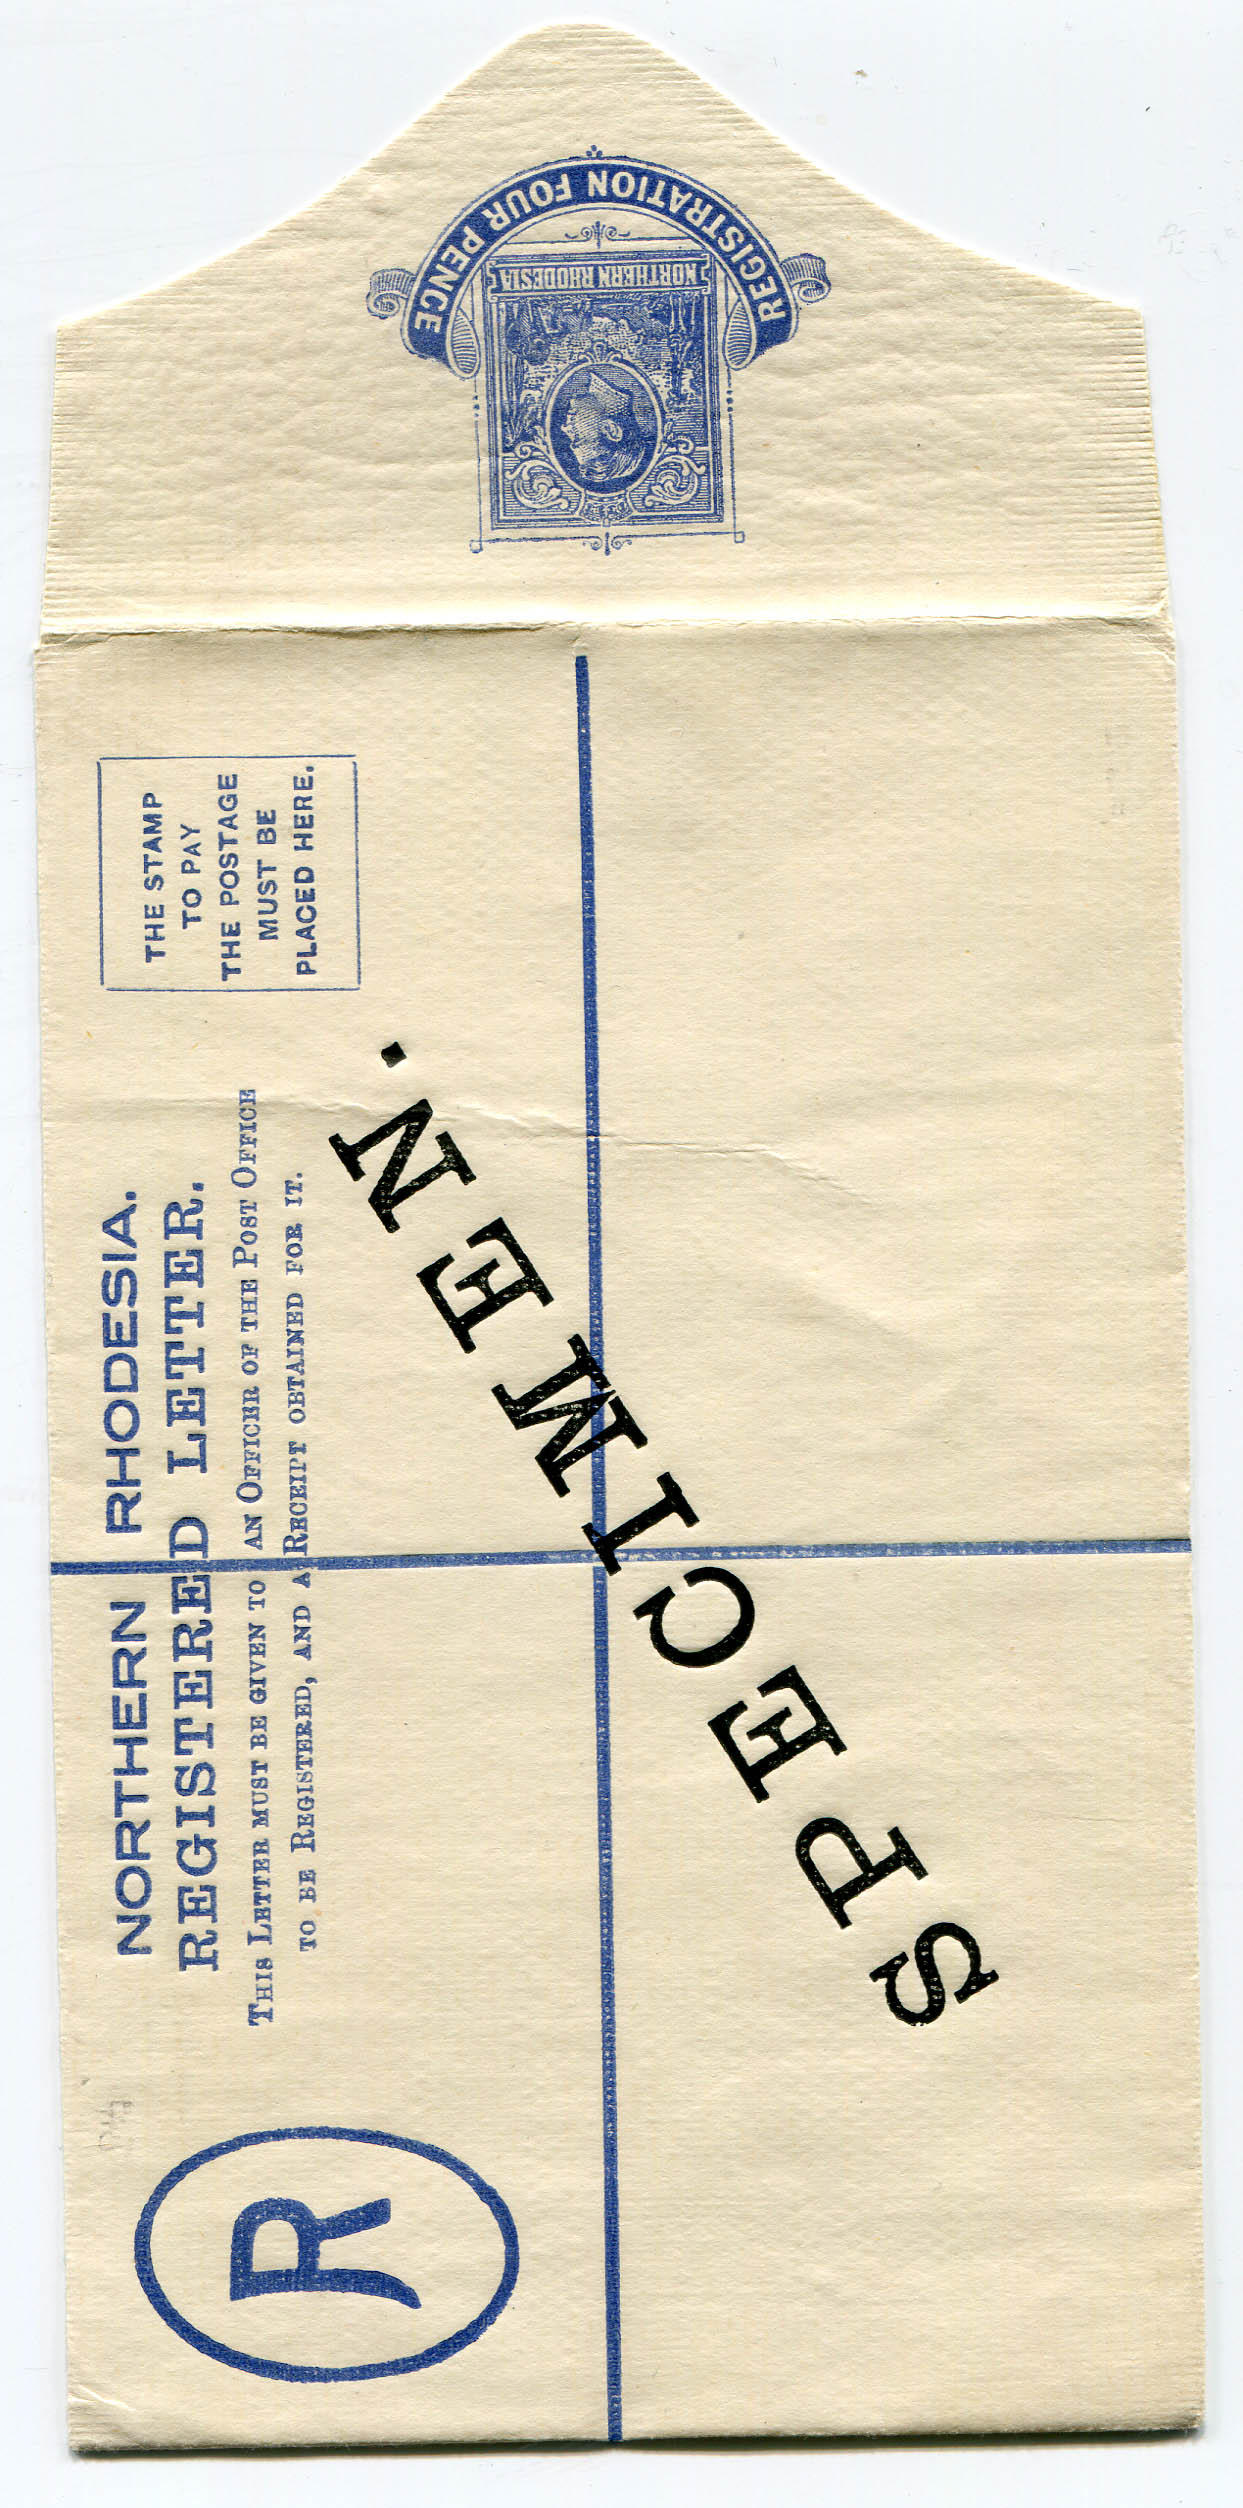 REGISTRATION FOUR PENCE
NORTHERN RHODESIA
THE STAMP
TO PAY
THE POSTAGE
MUST BE
PLACED HERE.
NORTHERN RHODESIA.
REGISTERED LETTER.
THIS LETTER MUST BE GIVEN TO AN OFFICER OF THE POST OFFICE
TO BE REGISTERED, AND A RECEIPT OBTAINED FOR IT.
SPECIMEN.
R